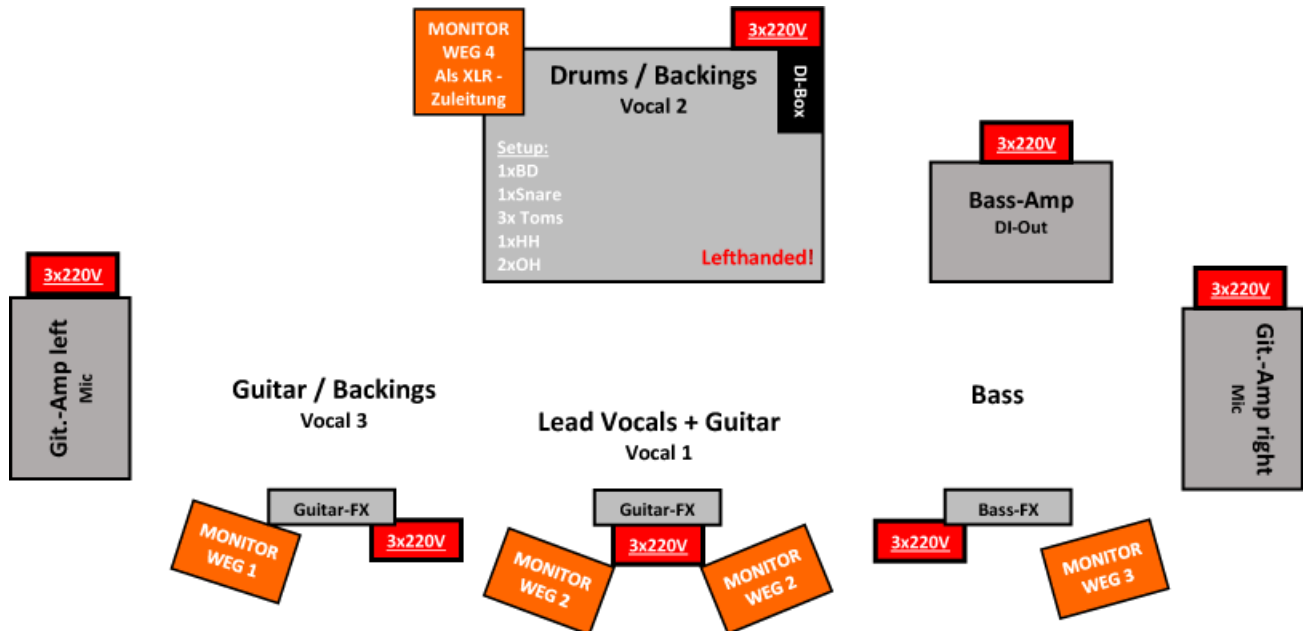 MONITOR
WEG 4
Als XLR -
Zuleitung
3x220V
Drums / Backings
Vocal 2
DI-Box
Setup:
1xBD
1xSnare
3x Toms
1xHH
2xOH
Lefthanded!
3x220V
Bass-Amp
DI-Out
3x220V
Git.-Amp left
Mic
3x220V
Git.-Amp right
Mic
Guitar / Backings
Vocal 3
Lead Vocals + Guitar
Vocal 1
Bass
Guitar-FX
3x220V
MONITOR
WEG 1
Guitar-FX
3x220V
MONITOR
WEG 2
MONITOR
WEG 2
Bass-FX
3x220V
MONITOR
WEG 3